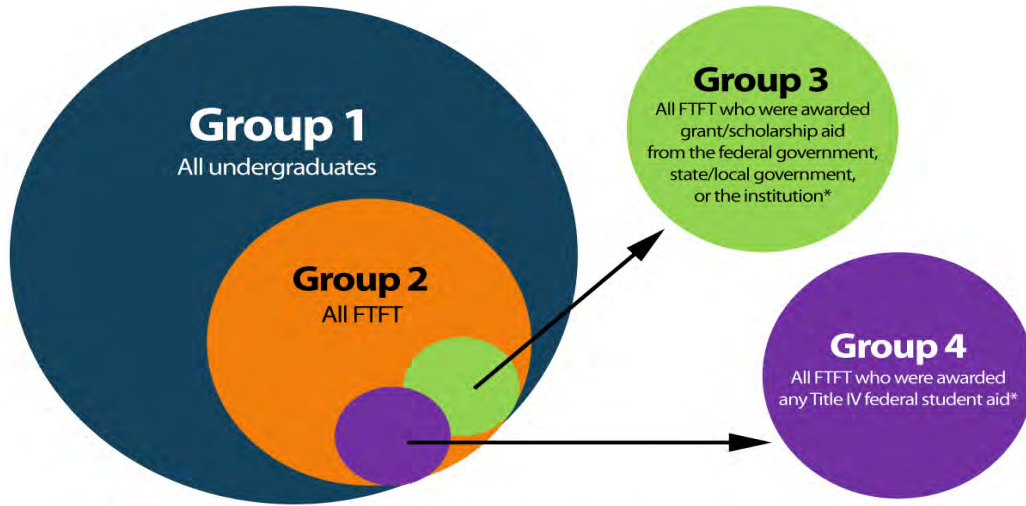 Group 1
All undergraduates
Group 2
All FTFT
Group 3
All FTFT who were awarded
grant/scholarship aid
from the federal government,
state/local government,
or the institution*
Group 4
All FTFT who were awarded
any Title IV federal student aid*